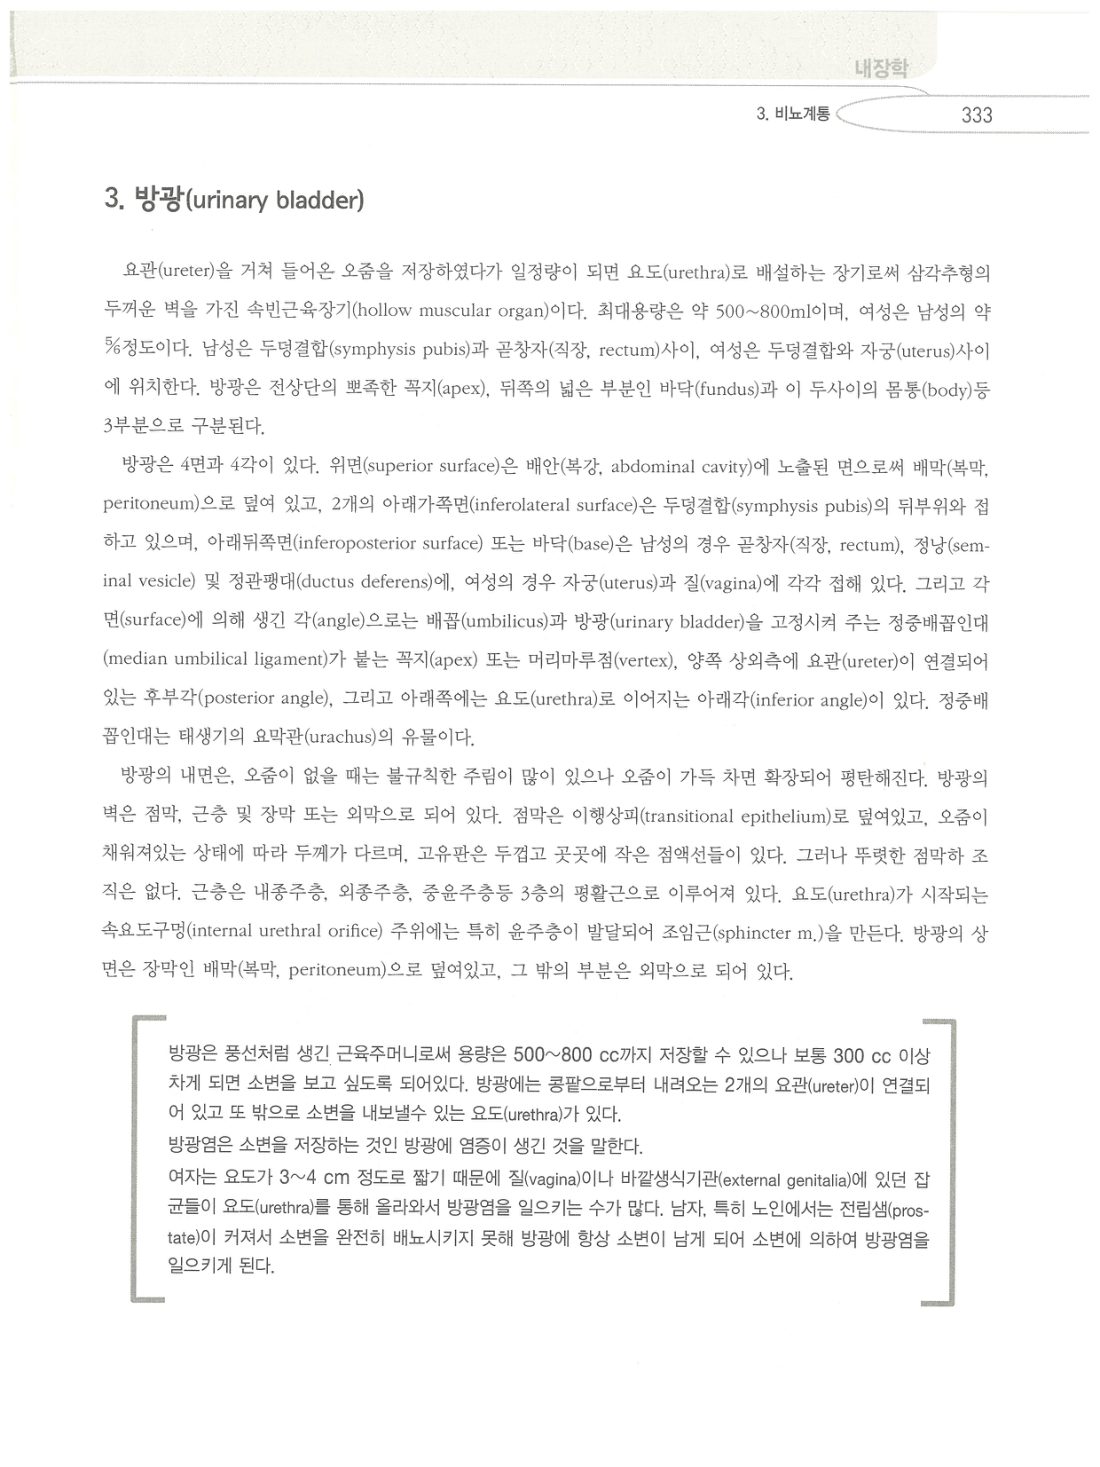 내장학
3. 비뇨계통
333
3. 방광(urinary bladder)
요관(ureter)을 거쳐 들어온 오줌을 저장하였다가 일정량이 되면 요도(urethra)로 배설하는 장기로써 삼각추형의
두꺼운 벽을 가진 속빈근육장기(hollow muscular organ)이다. 최대용량은 약 500~800ml이며, 여성은 남성의 약
⅚정도이다. 남성은 두덩결합(symphysis pubis)과 곧창자(직장, rectum)사이, 여성은 두덩결합와 자궁(uterus)사이
에 위치한다. 방광은 전상단의 뾰족한 꼭지(apex), 뒤쪽의 넓은 부분인 바닥(fundus)과 이 두사이의 몸통(body)등
3부분으로 구분된다.
방광은 4면과 4각이 있다. 위면(superior surface)은 배안(복강, abdominal cavity)에 노출된 면으로써 배막(복막,
peritoneum)으로 덮여 있고, 2개의 아래가쪽면(inferolateral surface)은 두덩결합(symphysis pubis)의 뒤부위와 접
하고 있으며, 아래뒤쪽면(inferoposterior surface) 또는 바닥(base)은 남성의 경우 곧창자(직장, rectum), 정낭(sem-
inal vesicle) 및 정관팽대(ductus deferens)에, 여성의 경우 자궁(uterus)과 질(vagina)에 각각 접해 있다. 그리고 각
면(surface)에 의해 생긴 각(angle)으로는 배꼽(umbilicus)과 방광(urinary bladder)을 고정시켜 주는 정중배꼽인대
(median umbilical ligament)가 붙는 꼭지(apex) 또는 머리마루점(vertex), 양쪽 상외측에 요관(ureter)이 연결되어
있는 후부각(posterior angle), 그리고 아래쪽에는 요도(urethra)로 이어지는 아래각(inferior angle)이 있다. 정중배
꼽인대는 태생기의 요막관(urachus)의 유물이다.
방광의 내면은, 오줌이 없을 때는 불규칙한 주림이 많이 있으나 오줌이 가득 차면 확장되어 평탄해진다. 방광의
벽은 점막, 근층 및 장막 또는 외막으로 되어 있다. 점막은 이행상피(transitional epithelium)로 덮여있고, 오줌이
채워져있는 상태에 따라 두께가 다르며, 고유판은 두껍고 곳곳에 작은 점액선들이 있다. 그러나 뚜렷한 점막하 조
직은 없다. 근층은 내종주층, 외종주층, 중윤주층등 3층의 평활근으로 이루어져 있다. 요도(urethra)가 시작되는
속요도구멍(internal urethral orifice) 주위에는 특히 윤주층이 발달되어 조임근(sphincter m.)을 만든다. 방광의 상
면은 장막인 배막(복막, peritoneum)으로 덮여있고, 그 밖의 부분은 외막으로 되어 있다.
방광은 풍선처럼 생긴 근육주머니로써 용량은 500~800 cc까지 저장할 수 있으나 보통 300 cc 이상
차게 되면 소변을 보고 싶도록 되어있다. 방광에는 콩팥으로부터 내려오는 2개의 요관(ureter)이 연결되
어 있고 또 밖으로 소변을 내보낼수 있는 요도(urethra)가 있다.
방광염은 소변을 저장하는 것인 방광에 염증이 생긴 것을 말한다.
여자는 요도가 3~4 cm 정도로 짧기 때문에 질(vagina)이나 바깥생식기관(external genitalia)에 있던 잡
균들이 요도(urethra)를 통해 올라와서 방광염을 일으키는 수가 많다. 남자, 특히 노인에서는 전립샘(pros-
tate)이 커져서 소변을 완전히 배뇨시키지 못해 방광에 항상 소변이 남게 되어 소변에 의하여 방광염을
일으키게 된다.